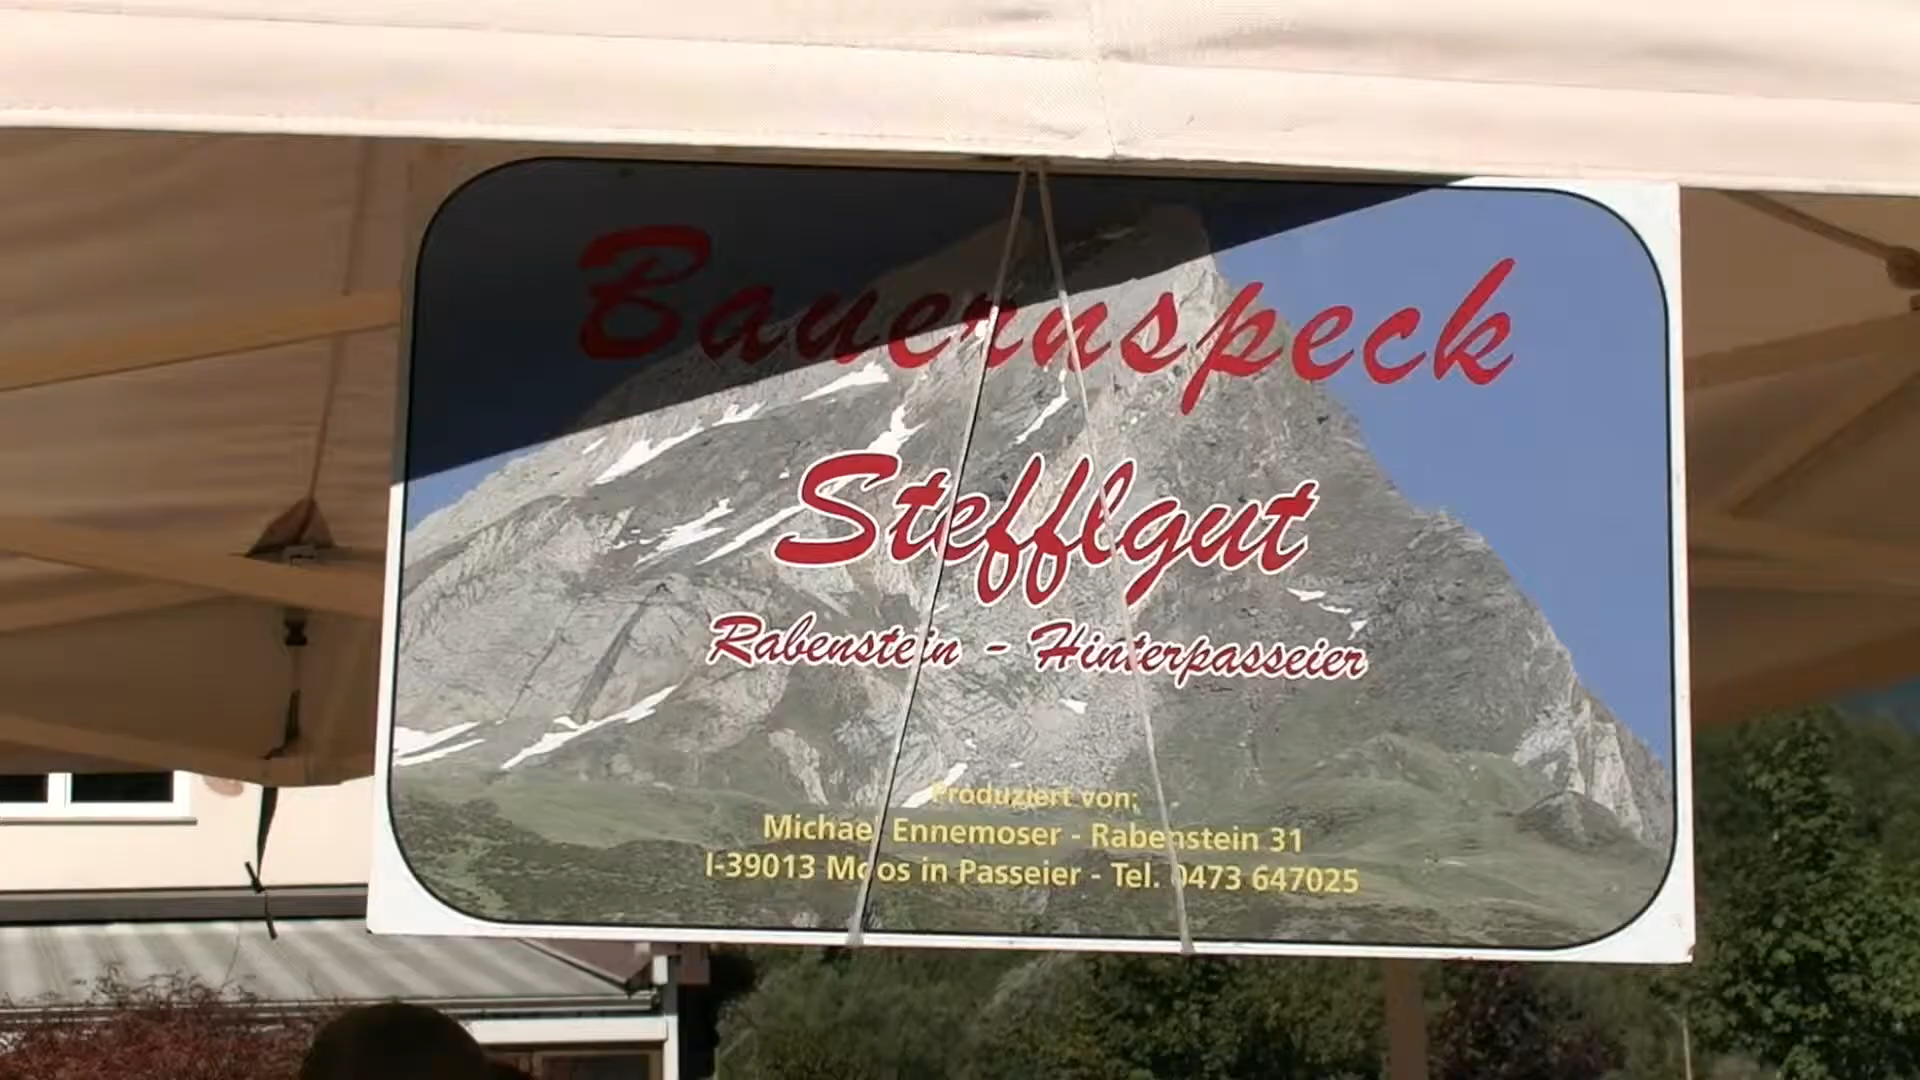 Bauernspeck
Stefflgut
Rabenstein - Hinterpasseier
Produziert von;
Michael Ennemoser - Rabenstein 31
I-39013 Moos in Passeier - Tel. 0473 647025